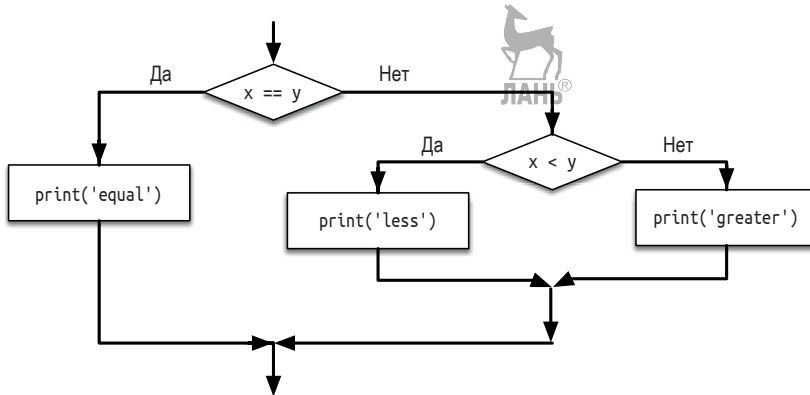 Да
x == y
Нет
ЛАНЬ®
Да
x < y
Нет
print('equal')
print('less')
print('greater')